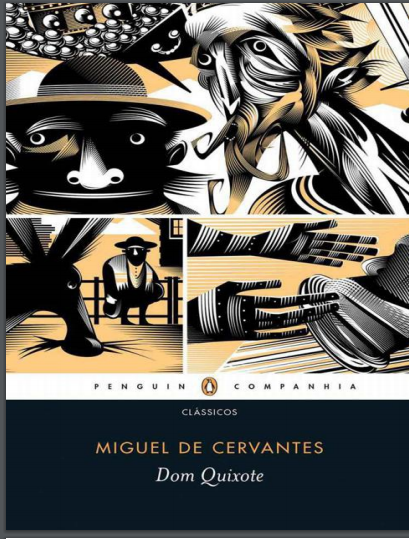 PENGUIN COMPANHIA
CLÁSSICOS
MIGUEL DE CERVANTES
Dom Quixote